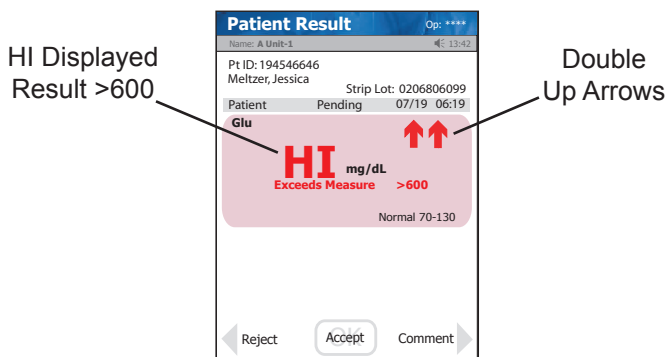 Patient Result Op: ****
Name: A Unit-1 13:42
Pt ID: 194546646
Meltzer, Jessica
Strip Lot: 0206806099
Patient Pending 07/19 06:19
Glu
HI mg/dL
Exceeds Measure >600
Normal 70-130
Reject OK Accept Comment
HI Displayed
Result >600
Double
Up Arrows